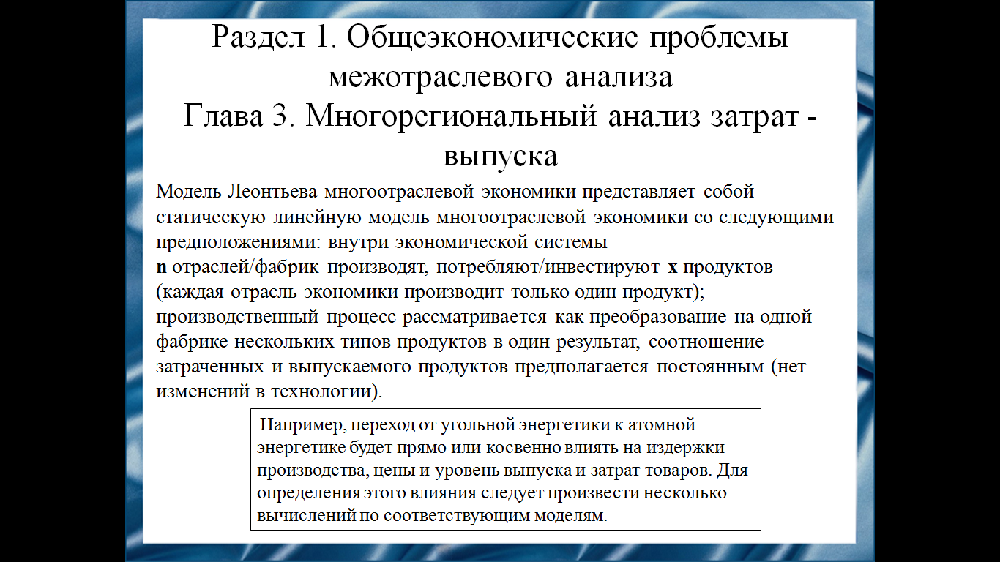 Раздел 1. Общеэкономические проблемы
межотраслевого анализа
Глава 3. Многорегиональный анализ затрат -
выпуска
Модель Леонтьева многоотраслевой экономики представляет собой
статическую линейную модель многоотраслевой экономики со следующими
предположениями: внутри экономической системы
n отраслей/фабрик производят, потребляют/инвестируют x продуктов
(каждая отрасль экономики производит только один продукт);
производственный процесс рассматривается как преобразование на одной
фабрике нескольких типов продуктов в один результат, соотношение
затраченных и выпускаемого продуктов предполагается постоянным (нет
изменений в технологии).
Например, переход от угольной энергетики к атомной
энергетике будет прямо или косвенно влиять на издержки
производства, цены и уровень выпуска и затрат товаров. Для
определения этого влияния следует произвести несколько
вычислений по соответствующим моделям.